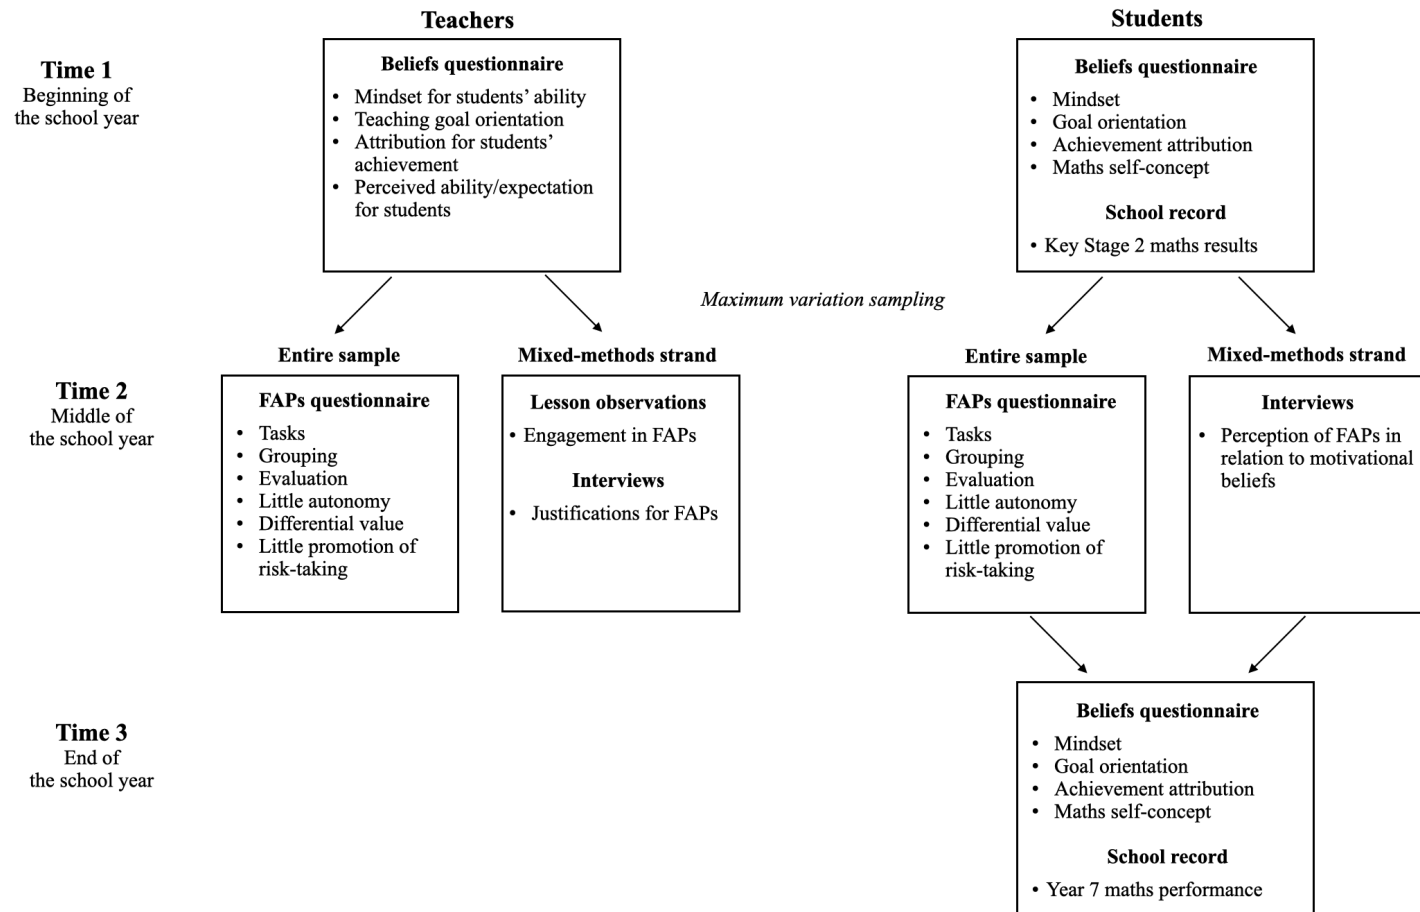 Teachers
Students
Time 1
Beginning of
the school year
Beliefs questionnaire
• Mindset for students’ ability
• Teaching goal orientation
• Attribution for students’
achievement
• Perceived ability/expectation
for students
Beliefs questionnaire
• Mindset
• Goal orientation
• Achievement attribution
• Maths self-concept
School record
• Key Stage 2 maths results
Maximum variation sampling
Time 2
Middle of
the school year
Entire sample
FAPs questionnaire
• Tasks
• Grouping
• Evaluation
• Little autonomy
• Differential value
• Little promotion of
risk-taking
Mixed-methods strand
Lesson observations
• Engagement in FAPs
Interviews
• Justifications for FAPs
Entire sample
FAPs questionnaire
• Tasks
• Grouping
• Evaluation
• Little autonomy
• Differential value
• Little promotion of
risk-taking
Mixed-methods strand
Interviews
• Perception of FAPs in
relation to motivational
beliefs
Time 3
End of
the school year
Beliefs questionnaire
• Mindset
• Goal orientation
• Achievement attribution
• Maths self-concept
School record
• Year 7 maths performance